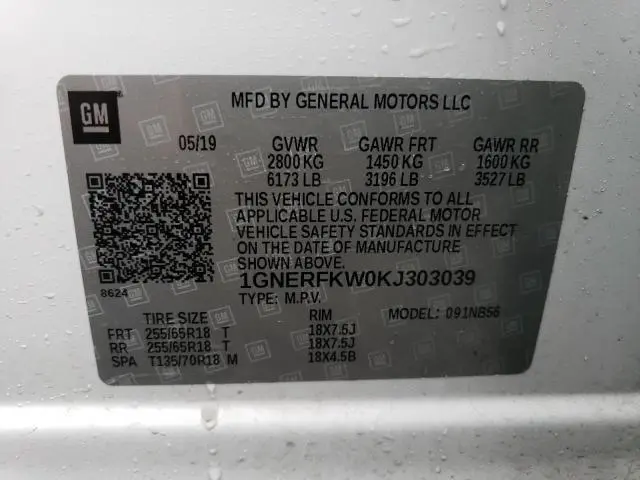 GM
MFD BY GENERAL MOTORS LLC
05/19 GVWR GAWR FRT GAWR RR
2800 KG 1450 KG 1600 KG
6173 LB 3196 LB 3527 LB
THIS VEHICLE CONFORMS TO ALL
APPLICABLE U.S. FEDERAL MOTOR
VEHICLE SAFETY STANDARDS IN EFFECT
ON THE DATE OF MANUFACTURE
SHOWN ABOVE.
8624
1GNERFKW0KJ303039
TYPE: M.P.V. MODEL: 091NB56
TIRE SIZE RIM
FRT 255/65R18 T 18X7.5J
RR 255/65R18 T 18X7.5J
SPA T135/70R18 M 18X4.5B